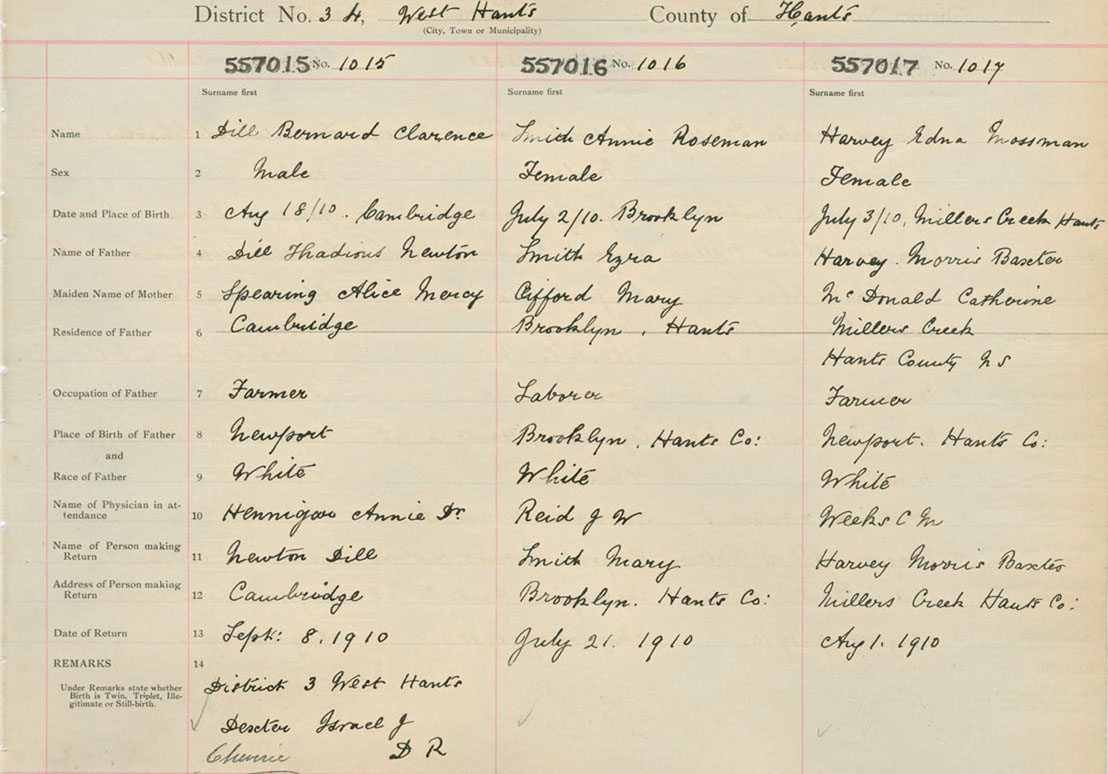 District No. 34, West Hants County of Hants
(City, Town or Municipality)
557015 No. 1015 557016 No. 1016 557017 No. 1017
Surname first Surname first Surname first
Name 1 Dill Bernard Clarence Smith Annie Roseman Harvey Edna Mossman
Sex 2 Male Female Female
Date and Place of Birth 3 Aug 18/10. Cambridge July 2/10. Brooklyn July 3/10, Millers Creek Hants
Name of Father 4 Dill Thadious Newton Smith Ezra Harvey. Morris Baxter
Maiden Name of Mother 5 Spearing Alice Mercy Mary McDonald Catherine
Residence of Father 6 Cambridge Brooklyn, Hants Millers Creek
Hants County N S
Occupation of Father 7 Farmer Laborer Farmer
Place of Birth of Father 8 Newport Brooklyn. Hants Co: Newport. Hants Co:
and
Race of Father 9 White White White
Name of Physician in at-
tendance 10 Annie Dr. Reid J W Weeks C M
Name of Person making
Return 11 Newton Dill Smith Mary Harvey Morris Baxter
Address of Person making
Return 12 Cambridge Brooklyn. Hants Co: Millers Creek Hants Co:
Date of Return 13 Sept: 8. 1910 July 21. 1910 Aug 1. 1910
REMARKS 14
Under Remarks state whether
Birth is Twin, Triplet, Ille-
gitimate or Still-birth.
District 3 West Hants
Dexter Israel J
D R